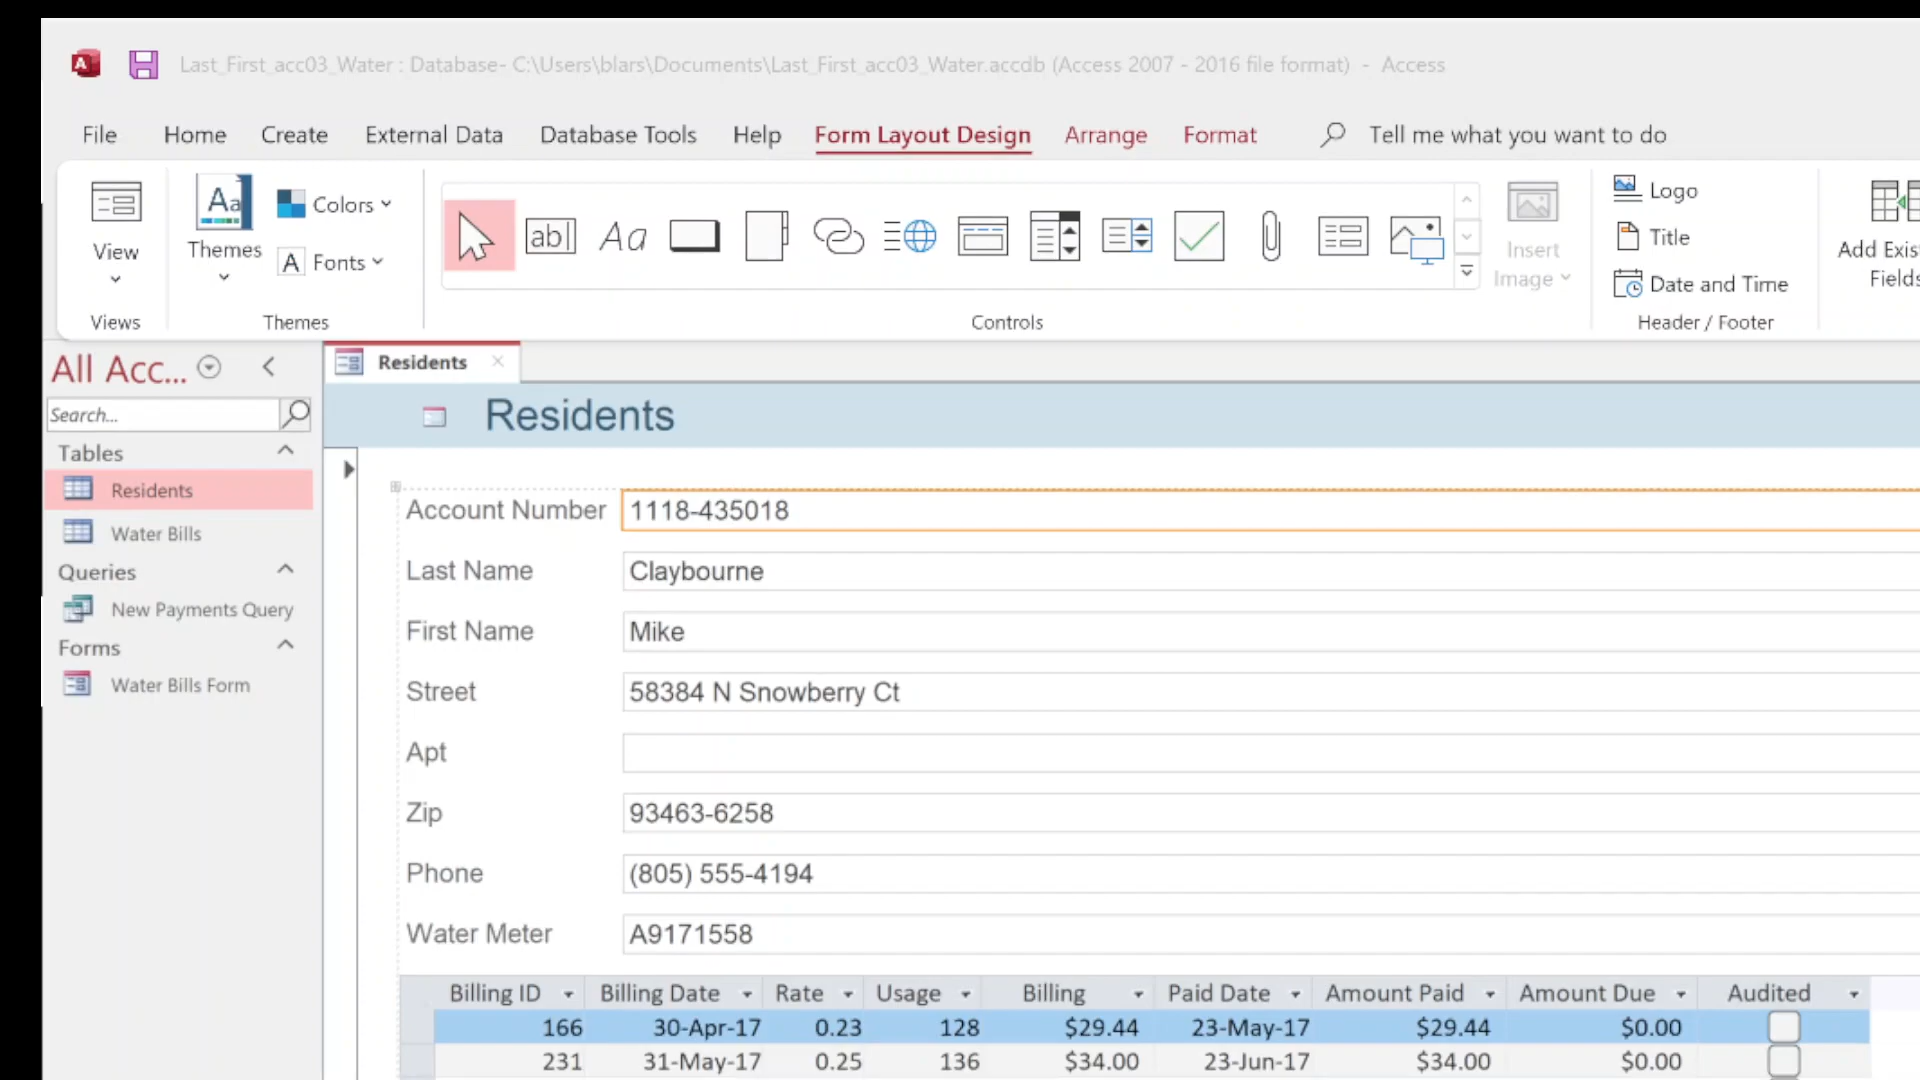 Last_First_acc03_Water : Database- C:\Users\blars\Documents\Last_First_acc03_Water.accdb (Access 2007 - 2016 file format) - Access
File Home Create External Data Database Tools Help Form Layout Design Arrange Format Tell me what you want to do
View
Views
Aa
Themes
Colors
A Fonts
Themes
ab
Aa
Controls
Insert
Image
Logo
Title
Date and Time
Header / Footer
Add Exis
Fields
All Acc...
Search...
Tables
Residents
Water Bills
Queries
New Payments Query
Forms
Water Bills Form
Residents
Residents
Account Number 1118-435018
Last Name Claybourne
First Name Mike
Street 58384 N Snowberry Ct
Apt
Zip 93463-6258
Phone (805) 555-4194
Water Meter A9171558
Billing ID Billing Date Rate Usage Billing Paid Date Amount Paid Amount Due Audited
166 30-Apr-17 0.23 128 $29.44 23-May-17 $29.44 $0.00
231 31-May-17 0.25 136 $34.00 23-Jun-17 $34.00 $0.00